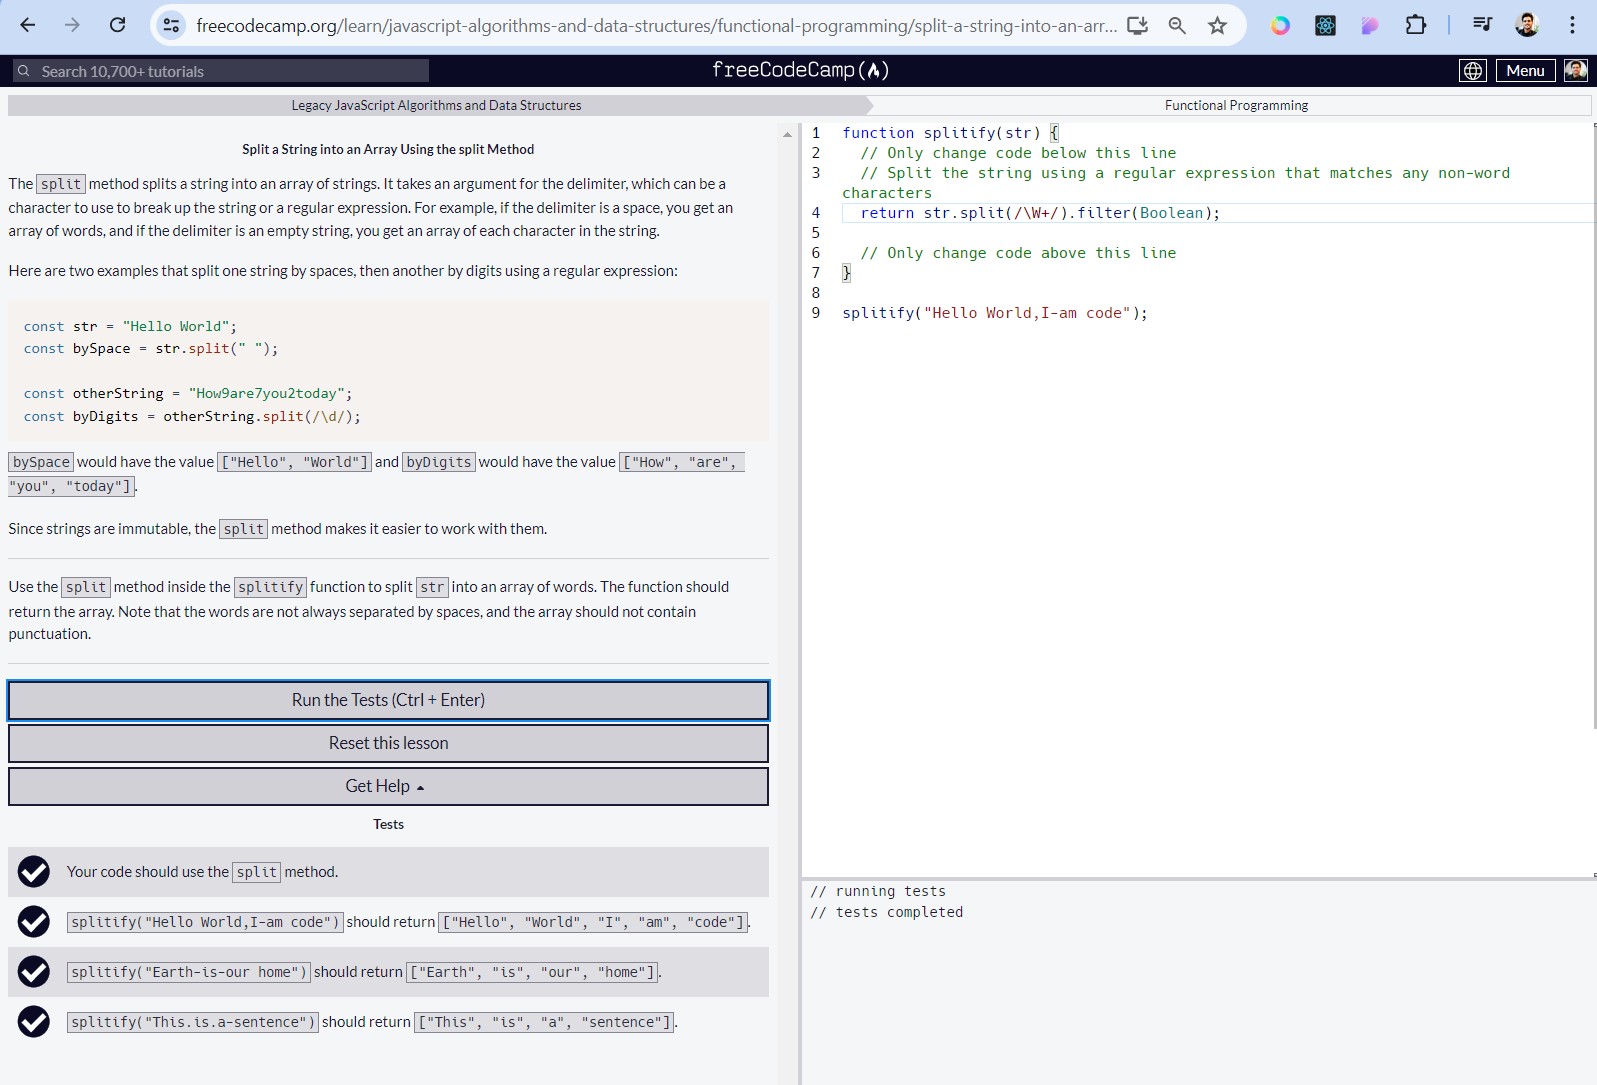 freecodecamp.org/learn/javascript-algorithms-and-data-structures/functional-programming/split-a-string-into-an-arr...
Search 10,700+ tutorials
freeCodeCamp
Menu
Legacy JavaScript Algorithms and Data Structures
Functional Programming
Split a String into an Array Using the split Method
The split method splits a string into an array of strings. It takes an argument for the delimiter, which can be a
character to use to break up the string or a regular expression. For example, if the delimiter is a space, you get an
array of words, and if the delimiter is an empty string, you get an array of each character in the string.
Here are two examples that split one string by spaces, then another by digits using a regular expression:
const str = "Hello World";
const bySpace = str.split(" ");
const otherString = "How9are7you2today";
const byDigits = otherString.split(/\d/);
bySpace would have the value ["Hello", "World"] and byDigits would have the value ["How", "are",
"you", "today"].
Since strings are immutable, the split method makes it easier to work with them.
Use the split method inside the splitify function to split str into an array of words. The function should
return the array. Note that the words are not always separated by spaces, and the array should not contain
punctuation.
Run the Tests (Ctrl + Enter)
Reset this lesson
Get Help
Tests
Your code should use the split method.
splitify("Hello World,I-am code") should return ["Hello", "World", "I", "am", "code"].
splitify("Earth-is-our home") should return ["Earth", "is", "our", "home"].
splitify("This.is.a-sentence") should return ["This", "is", "a", "sentence"].
1 function splitify(str) {
2 // Only change code below this line
3 // Split the string using a regular expression that matches any non-word
characters
4 return str.split(/\W+/).filter(Boolean);
5
6 // Only change code above this line
7 }
8
9 splitify("Hello World,I-am code");
// running tests
// tests completed